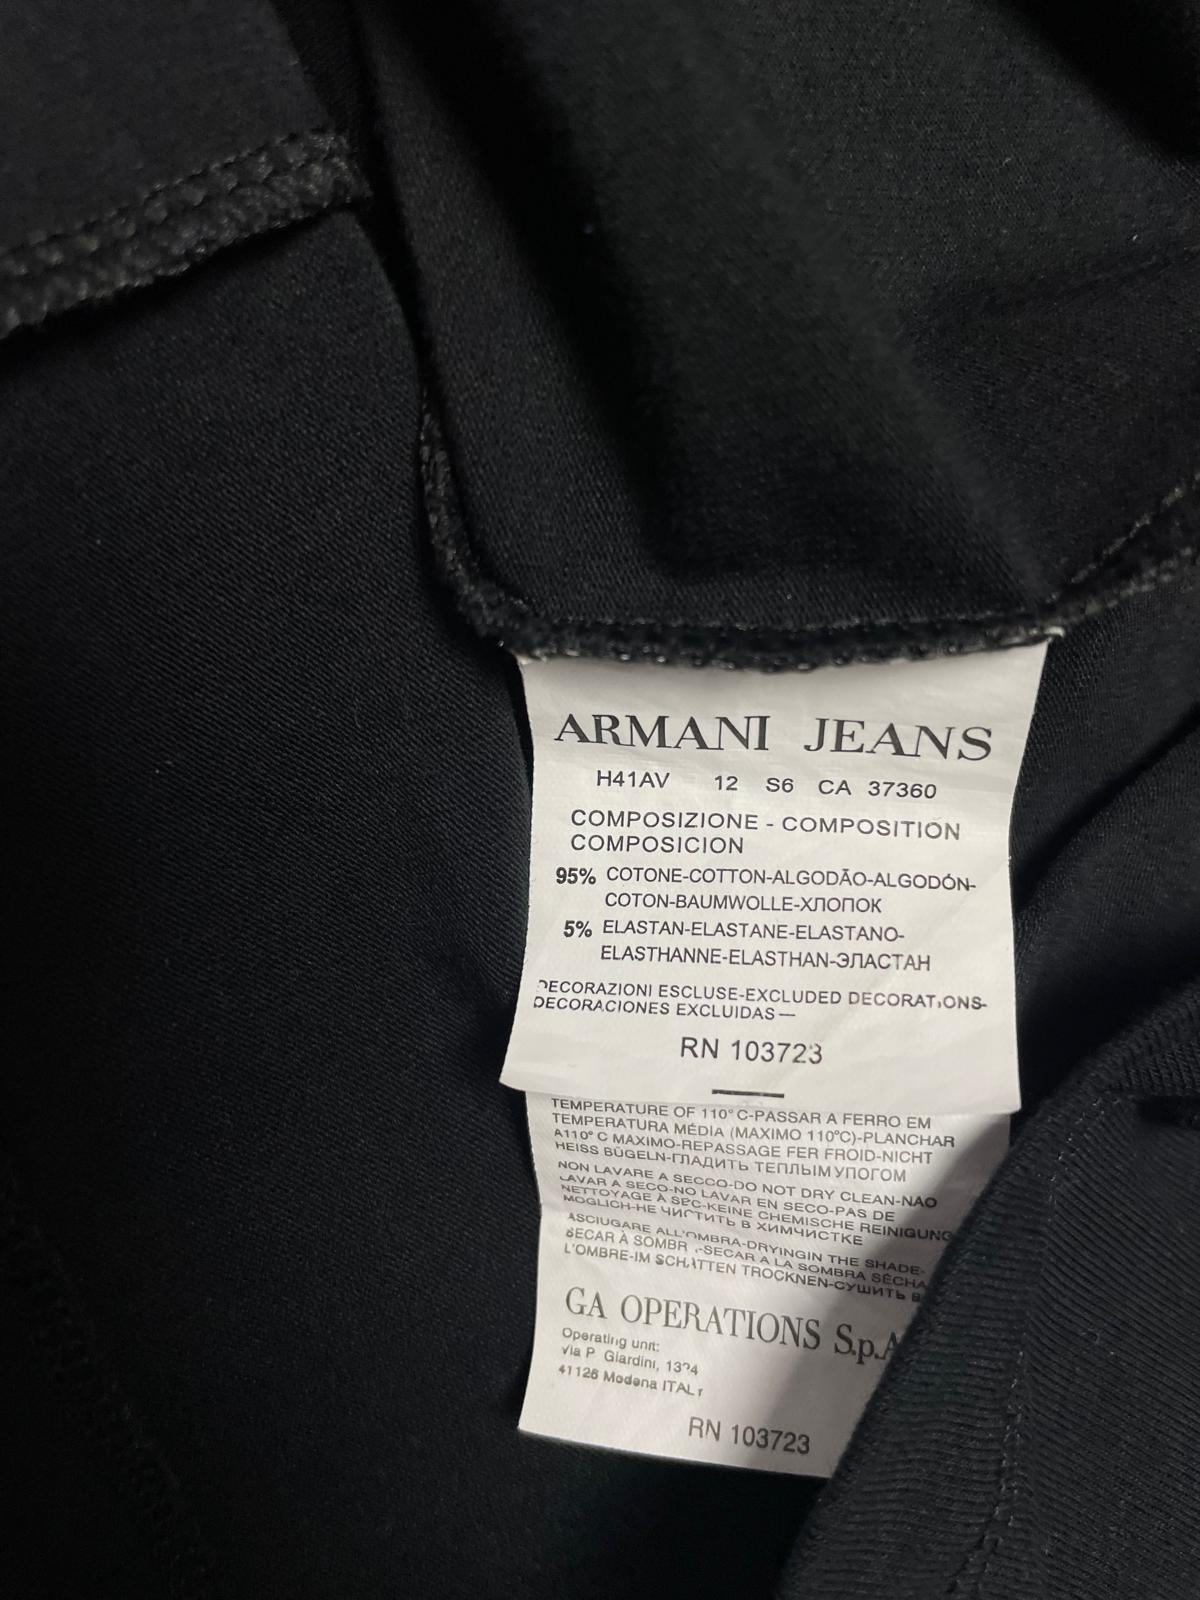 ARMANI JEANS
H41AV 12 S6 CA 37360
COMPOSIZIONE - COMPOSITION
COMPOSICION
95% COTONE-COTTON-ALGODÃO-ALGODÓN-
COTON-BAUMWOLLE-ХЛОПОК
5% ELASTAN-ELASTANE-ELASTANO-
ELASTHANNE-ELASTHAN-ЭЛАСТАН
DECORAZIONI ESCLUSE-EXCLUDED DECORATIONS-
DECORACIONES EXCLUIDAS—
RN 103723
TEMPERATURE OF 110°C-PASSAR A FERRO EM
TEMPERATURA MÉDIA (MAXIMO 110°C)-PLANCHAR
A110° C MAXIMO-REPASSAGE FER FROID-NICHT
HEISS BÜGELN-ГЛАДИТЬ ТЕПЛЫМ УПОГОМ
NON LAVARE A SECCO-DO NOT DRY CLEAN-NAO
LAVAR A SECO-NO LAVAR EN SECO-PAS DE
NETTOYAGE À SEC-KEINE CHEMISCHE REINIGUNG
MOGLICH-НЕ ЧИСТИТЬ В ХИМЧИСТКЕ
ASCIUGARE ALL'OMBRA-DRYINGIN THE SHADE-
SECAR À SOMBR -SECAR A LA SOMBRA SÉCHA
L'OMBRE-IM SCHATTEN TROCKNEN-СУШИТЬ В
GA OPERATIONS S.p.A
Operating unit:
Via P. Giardini, 1324
41126 Modena ITALY
RN 103723